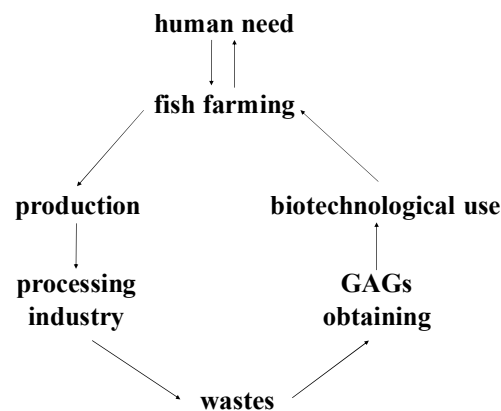 human need
fish farming
production
biotechnological use
processing
industry
GAGs
obtaining
wastes